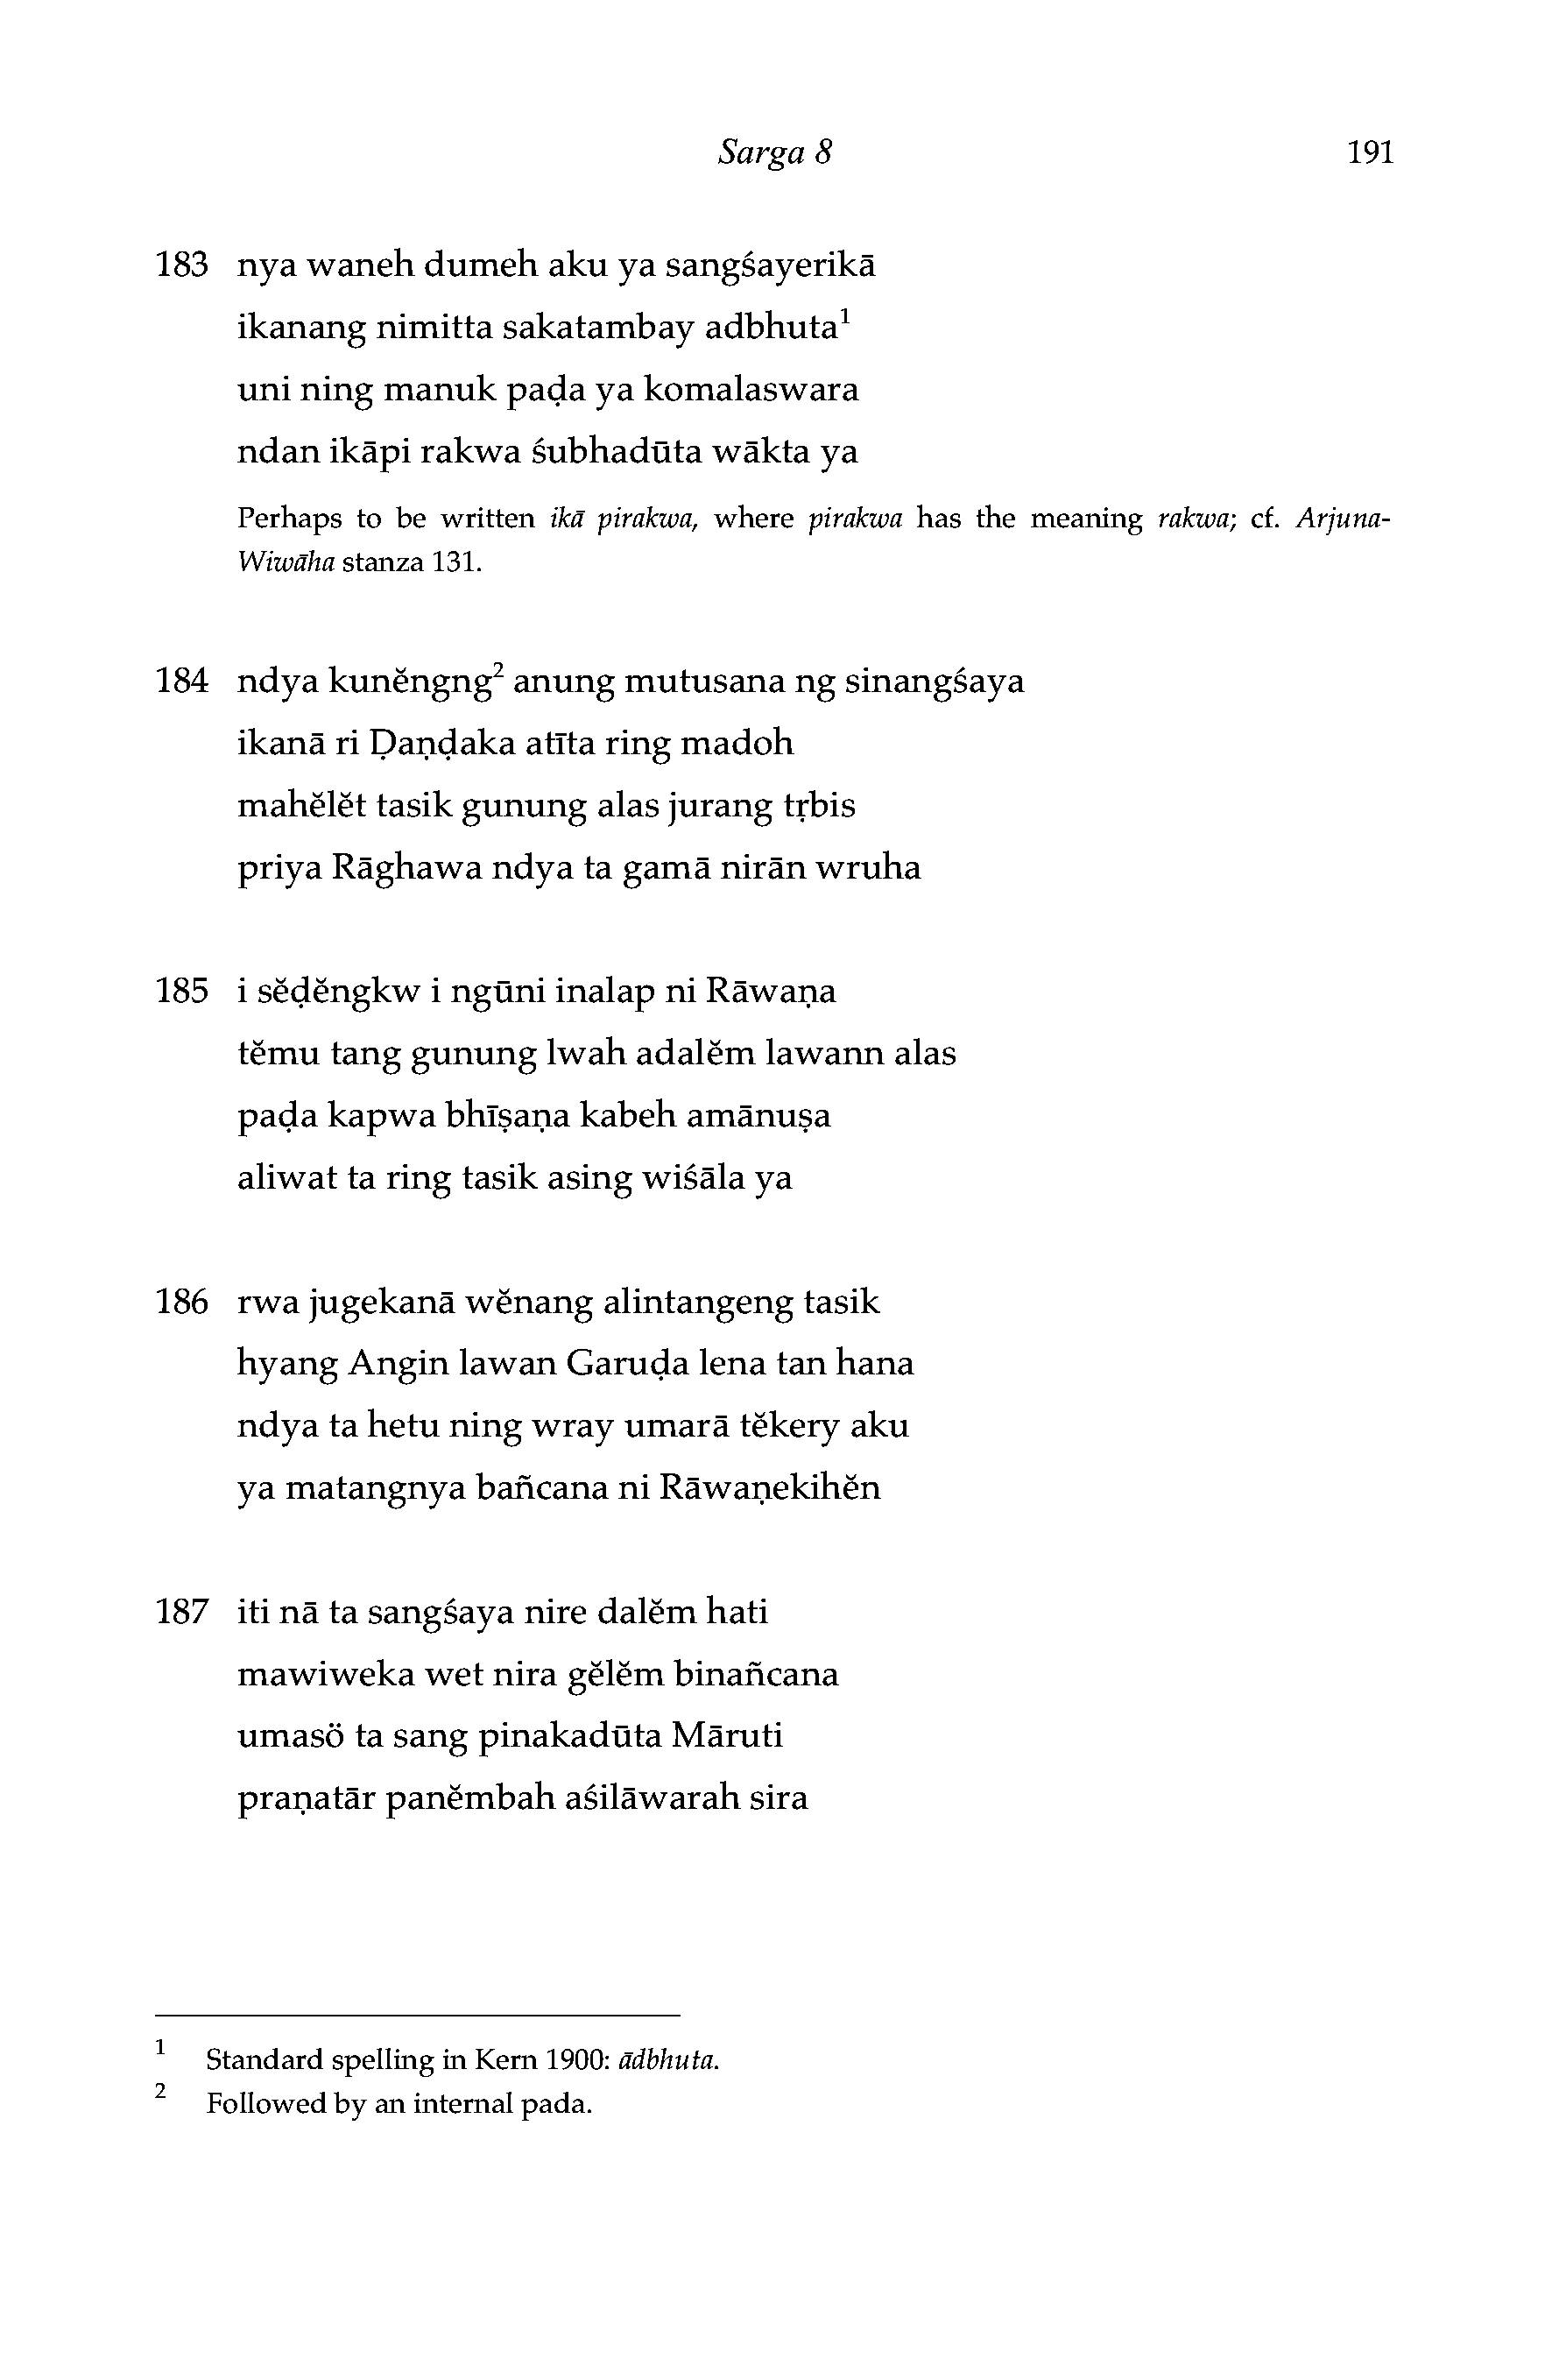 Sarga 8 191
183 nya waneh dumeh aku ya sangśayerikā
ikanang nimitta sakatambay adbhuta¹
uni ning manuk paḍa ya komalaswara
ndan ikāpi rakwa śubhadūta wākta ya
Perhaps to be written ikā pirakwa, where pirakwa has the meaning rakwa; cf. Arjuna-
Wiwāha stanza 131.
184 ndya kunĕngng² anung mutusana ng sinangśaya
ikanā ri Ḍaṇḍaka atīta ring madoh
mahĕlĕt tasik gunung alas jurang tṛbis
priya Rāghawa ndya ta gamā nirān wruha
185 i sĕḍĕngkw i ngūni inalap ni Rāwaṇa
tĕmu tang gunung lwah adalĕm lawann alas
paḍa kapwa bhīṣaṇa kabeh amānuṣa
aliwat ta ring tasik asing wiśāla ya
186 rwa jugekanā wĕnang alintangeng tasik
hyang Angin lawan Garuḍa lena tan hana
ndya ta hetu ning wray umarā tĕkery aku
ya matangnya bañcana ni Rāwaṇekihĕn
187 iti nā ta sangśaya nire dalĕm hati
mawiweka wet nira gĕlĕm binañcana
umasö ta sang pinakadūta Māruti
praṇatār panĕmbah aśilāwarah sira
¹ Standard spelling in Kern 1900: ādbhuta.
² Followed by an internal pada.